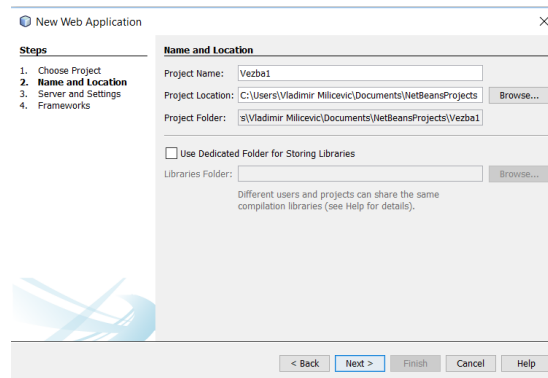 New Web Application
Steps
1. Choose Project
2. Name and Location
3. Server and Settings
4. Frameworks
Name and Location
Project Name: Vezba1
Project Location: C:\Users\Vladimir Milicevic\Documents\NetBeansProjects Browse...
Project Folder: 's\Vladimir Milicevic\Documents\NetBeansProjects\Vezba1
Use Dedicated Folder for Storing Libraries
Libraries Folder: Browse...
Different users and projects can share the same
compilation libraries (see Help for details).
< Back Next > Finish Cancel Help